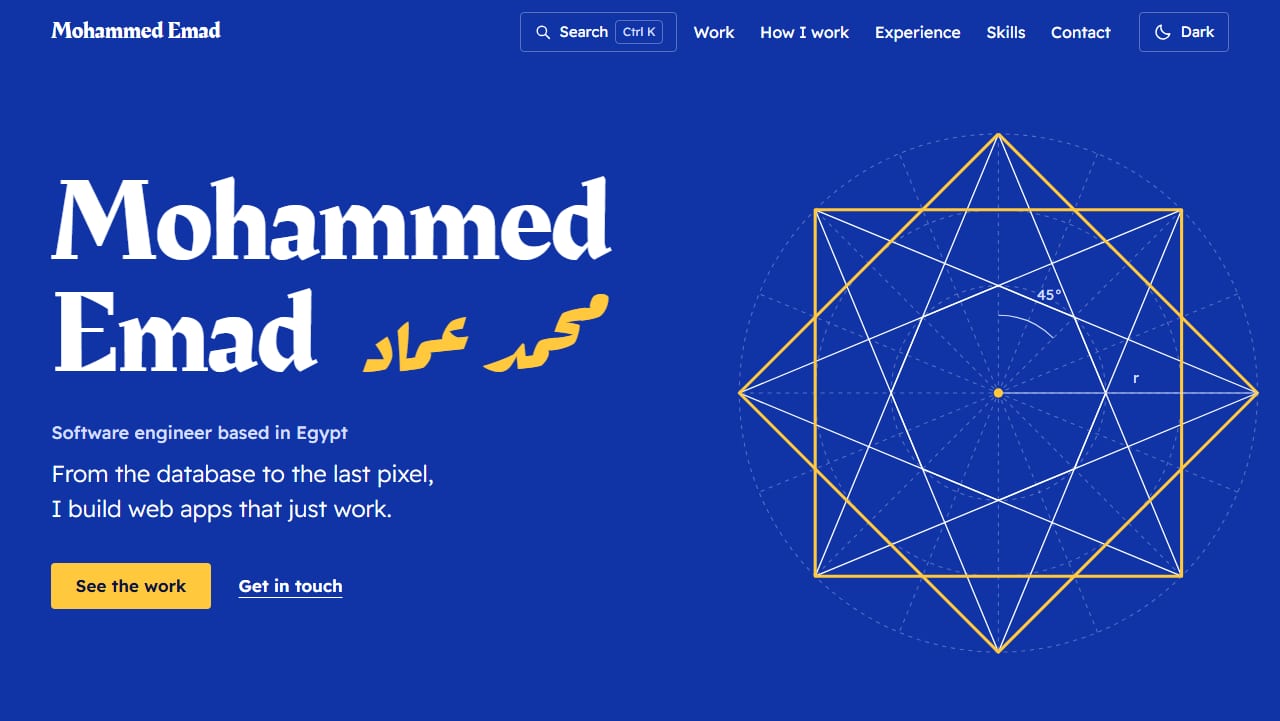 Mohammed Emad
Search Ctrl K
Work
How I work
Experience
Skills
Contact
Dark
Mohammed
Emad محمد عماد
Software engineer based in Egypt
From the database to the last pixel,
I build web apps that just work.
See the work
Get in touch
45°
r